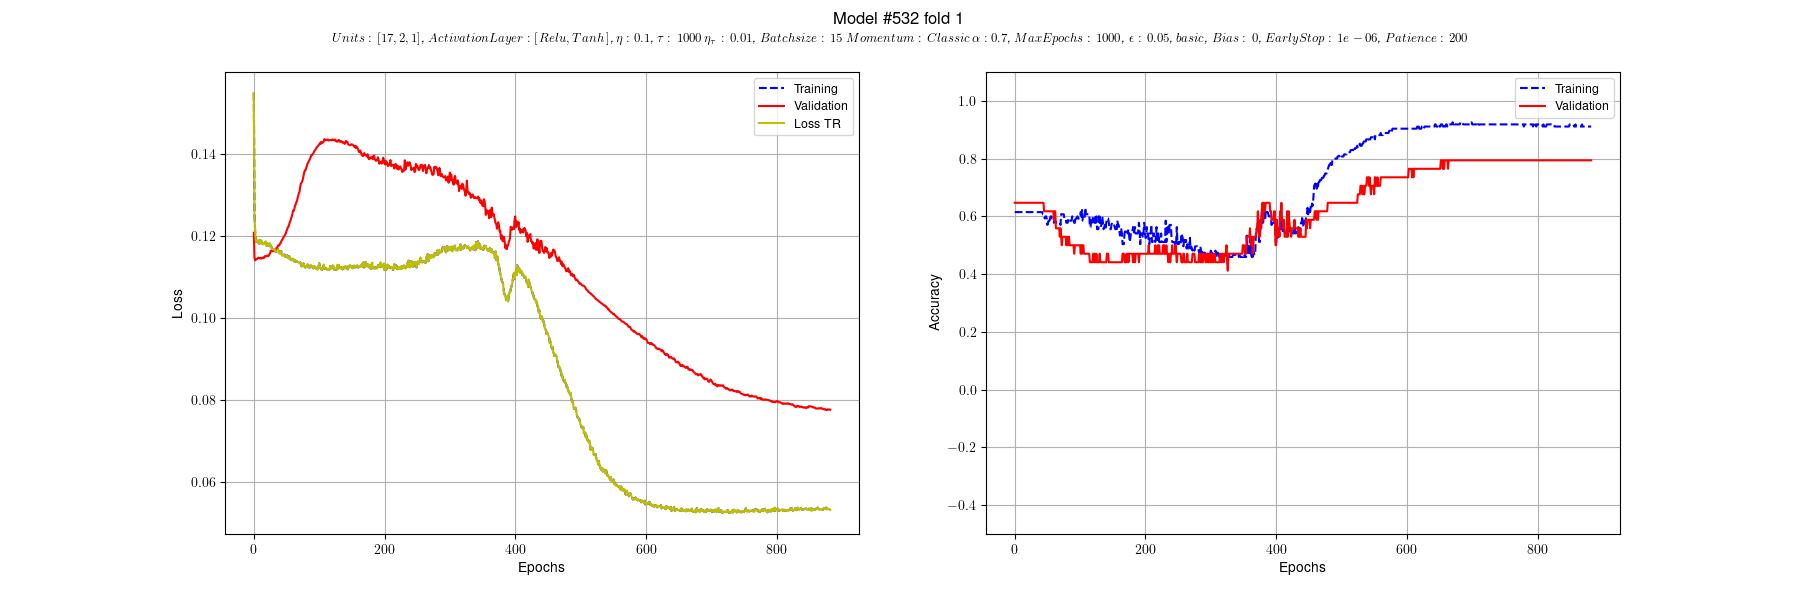 Model #532 fold 1
Units : [17, 2, 1], ActivationLayer : [Relu, Tanh], η : 0.1, τ : 1000 ητ : 0.01, Batchsize : 15 Momentum : Classic α : 0.7, MaxEpochs : 1000, ϵ : 0.05, basic, Bias : 0, EarlyStop : 1e − 06, Patience : 200
Training
Validation
Loss TR
0.14
0.12
0.10
0.08
0.06
Loss
0 200 400 600 800
Epochs
Training
Validation
1.0
0.8
0.6
0.4
0.2
0.0
−0.2
−0.4
Accuracy
0 200 400 600 800
Epochs